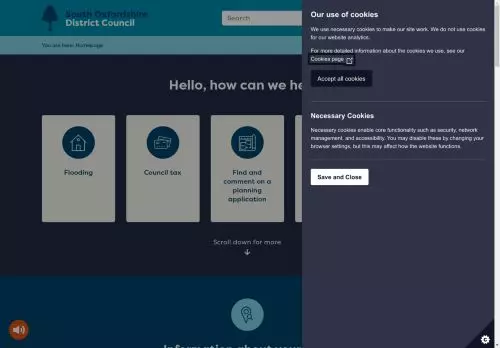 South Oxfordshire
District Council
Search
You are here: Homepage
Hello, how can we he
Flooding
Council tax
Find and
comment on a
planning
application
Scroll down for more
Our use of cookies
We use necessary cookies to make our site work. We do not use cookies
for our website analytics.
For more detailed information about the cookies we use, see our
Cookies page
Accept all cookies
Necessary Cookies
Necessary cookies enable core functionality such as security, network
management, and accessibility. You may disable these by changing your
browser settings, but this may affect how the website functions.
Save and Close